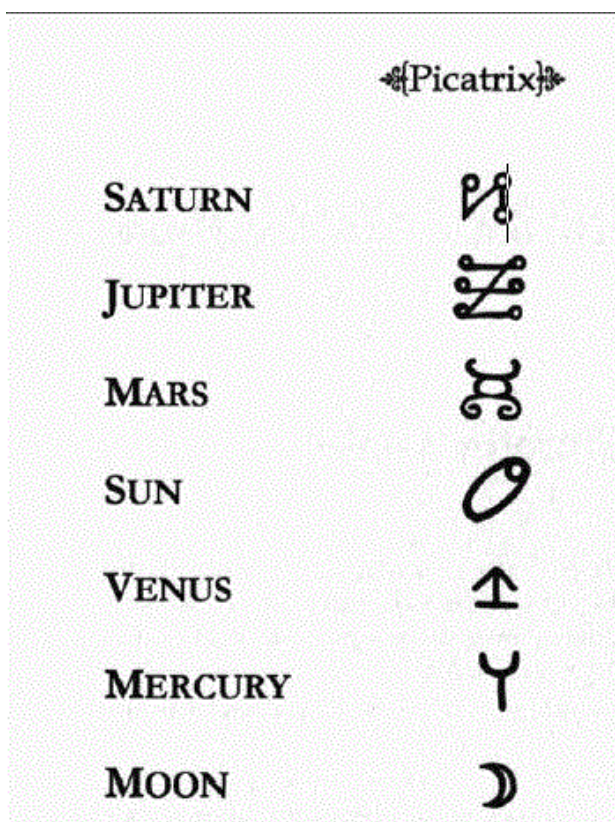 {Picatrix}
SATURN
JUPITER
MARS
SUN
VENUS
MERCURY
MOON